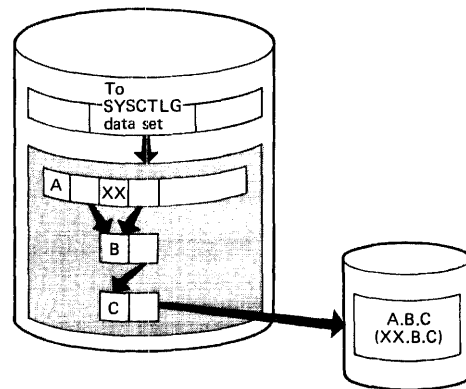 To
SYSCTLG
data set
A XX
B
C
A.B.C
(XX.B.C)